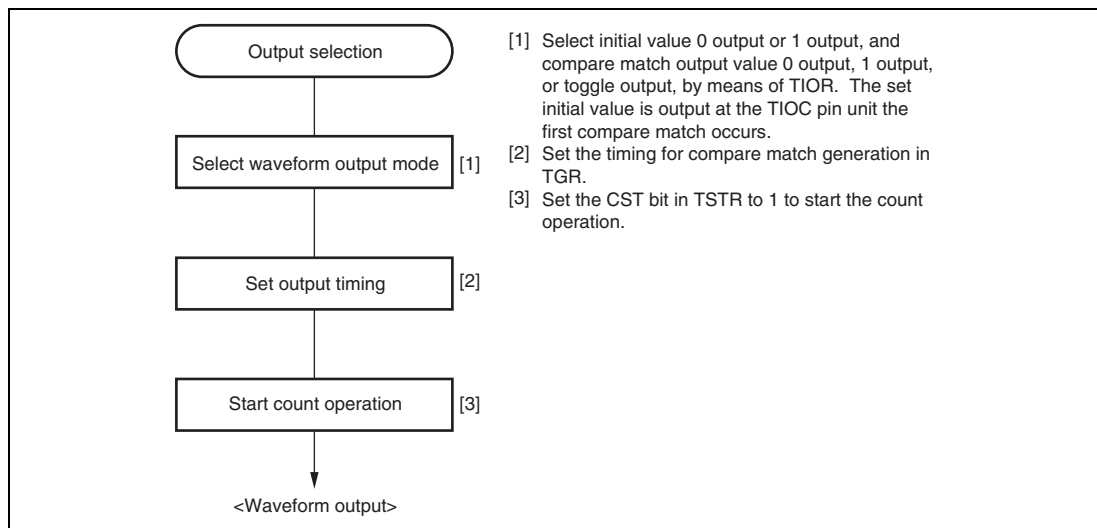 Output selection
Select waveform output mode [1]
Set output timing [2]
Start count operation [3]
<Waveform output>
[1] Select initial value 0 output or 1 output, and
compare match output value 0 output, 1 output,
or toggle output, by means of TIOR. The set
initial value is output at the TIOC pin unit the
first compare match occurs.
[2] Set the timing for compare match generation in
TGR.
[3] Set the CST bit in TSTR to 1 to start the count
operation.